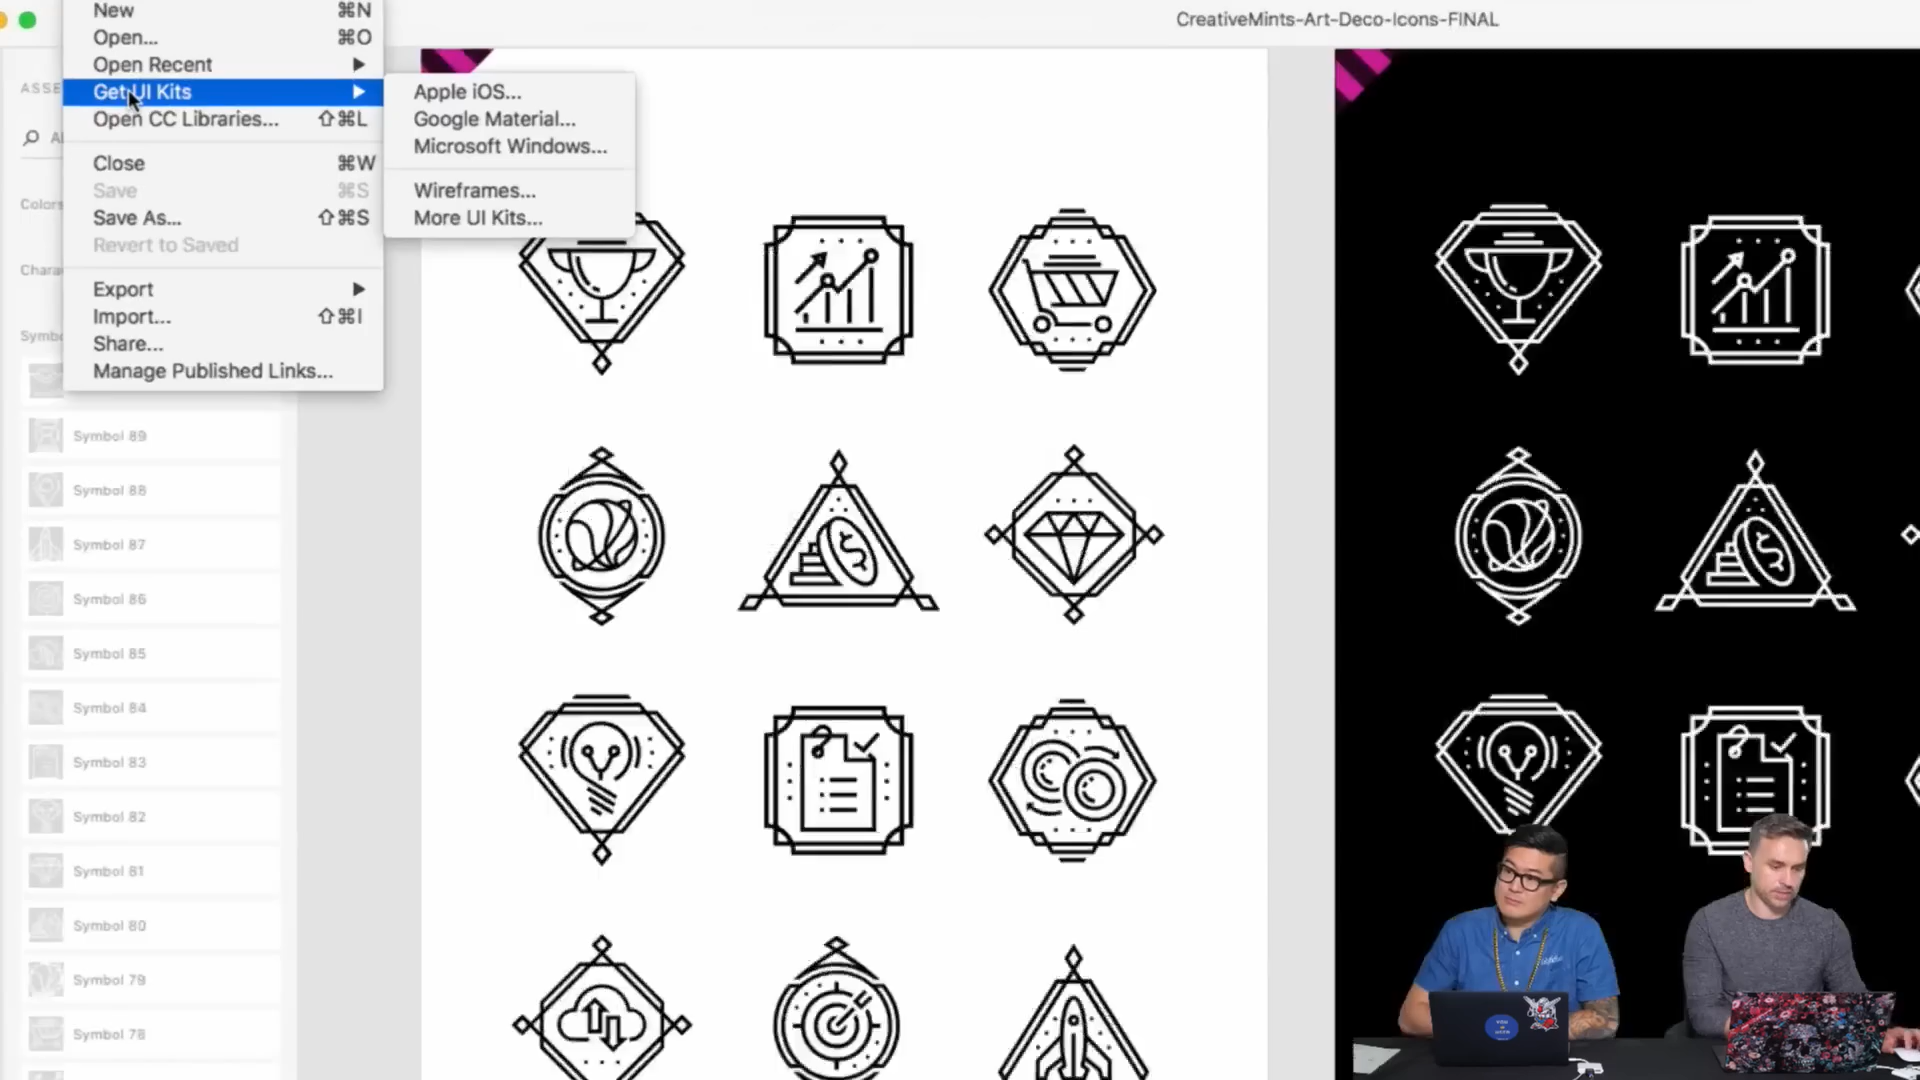 New ⌘N
CreativeMints-Art-Deco-Icons-FINAL
Open... ⌘O
Open Recent
Get UI Kits
Open CC Libraries... ⇧⌘L
Close ⌘W
Save ⌘S
Save As... ⇧⌘S
Revert to Saved
Export
Import... ⇧⌘I
Share...
Manage Published Links...
Apple iOS...
Google Material...
Microsoft Windows...
Wireframes...
More UI Kits...
ASSE
Al
Colors
Chara
Symbo
Symbol 89
Symbol 88
Symbol 87
Symbol 86
Symbol 85
Symbol 84
Symbol 83
Symbol 82
Symbol 81
Symbol 80
Symbol 79
Symbol 78